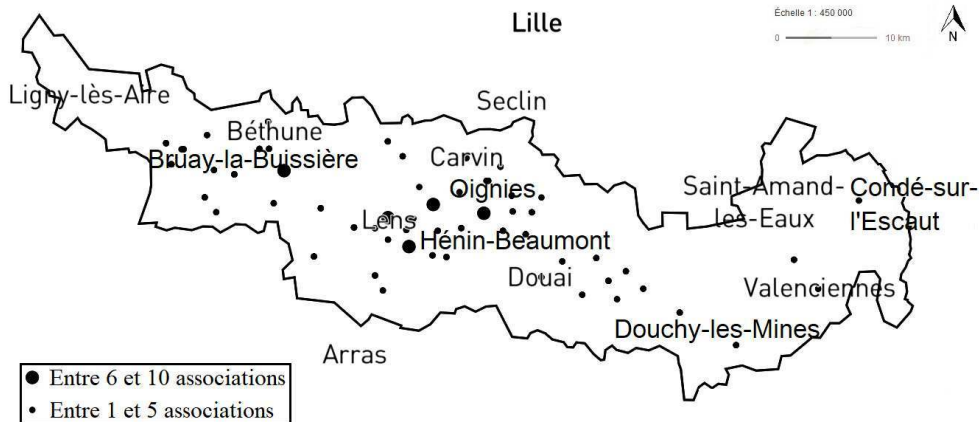 Lille
Échelle 1 : 450 000
0 10 km
N
Ligny-lès-Aire
Seclin
Béthune
Bruay-la-Buissière
Carvin
Oignies
Saint-Amand-
les-Eaux
Condé-sur-
l'Escaut
Lens
Hénin-Beaumont
Douai
Valenciennes
Douchy-les-Mines
Arras
Entre 6 et 10 associations
Entre 1 et 5 associations